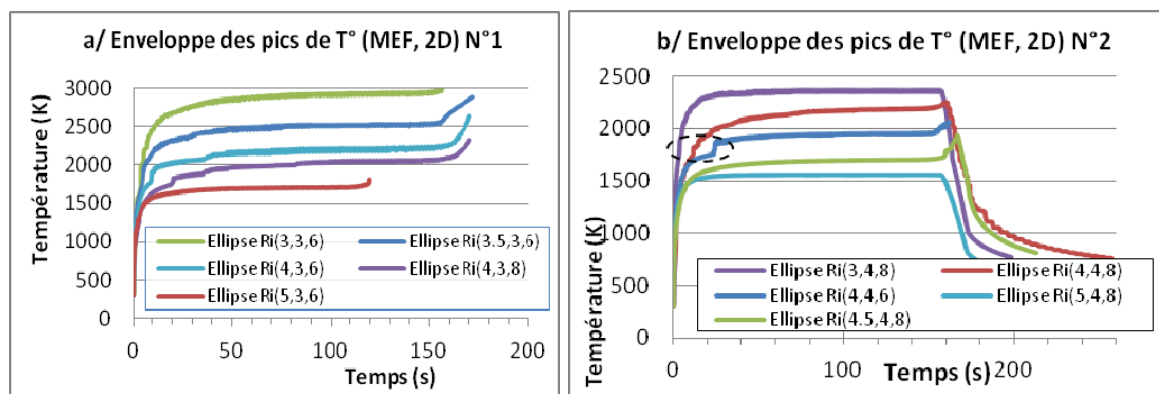 a/ Enveloppe des pics de T° (MEF, 2D) N°1
Température (K)
3000
2500
2000
1500
1000
500
0
Ellipse Ri(3,3,6) Ellipse Ri(3.5,3,6)
Ellipse Ri(4,3,6) Ellipse Ri(4,3,8)
Ellipse Ri(5,3,6)
0 50 100 150 200
Temps (s)
b/ Enveloppe des pics de T° (MEF, 2D) N°2
Température (K)
2500
2000
1500
1000
500
0
Ellipse Ri(3,4,8) Ellipse Ri(4,4,8)
Ellipse Ri(4,4,6) Ellipse Ri(5,4,8)
Ellipse Ri(4.5,4,8)
0 100 200
Temps (s)